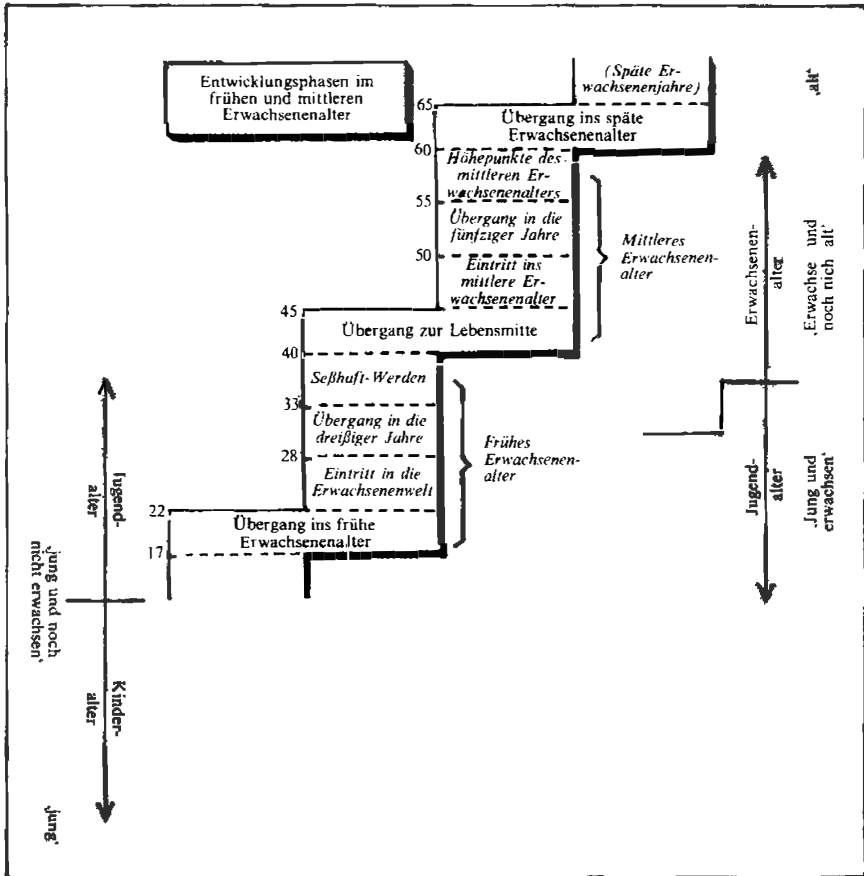 Entwicklungsphasen im
frühen und mittleren
Erwachsenenalter
(Späte Er-
wachsenenjahre)
65
Übergang ins späte
Erwachsenenalter
60
Höhepunkte des
mittleren Er-
wachsenenalters
55
Übergang in die
fünfziger Jahre
50
Eintritt ins
mittlere Er-
wachsenenalter
45
Übergang zur Lebensmitte
40
Seßhaft-Werden
33
Übergang in die
dreißiger Jahre
28
Eintritt in die
Erwachsenenwelt
22
Übergang ins frühe
Erwachsenenalter
17
Mittleres
Erwachsenen-
alter
Frühes
Erwachsenen-
alter
‚alt‘
Erwachsenen-
alter
‚Erwachse und
noch nich alt‘
Jugend-
alter
‚Jung und
erwachsen‘
Jugend-
alter
‚jung und noch
nicht erwachsen‘
Kinder-
alter
‚jung‘